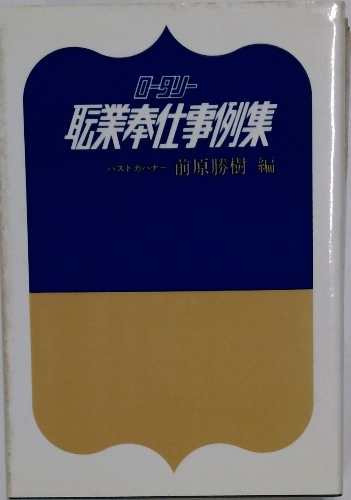 ロータリー
職業奉仕事例集
パストガバナー 前原勝樹 編